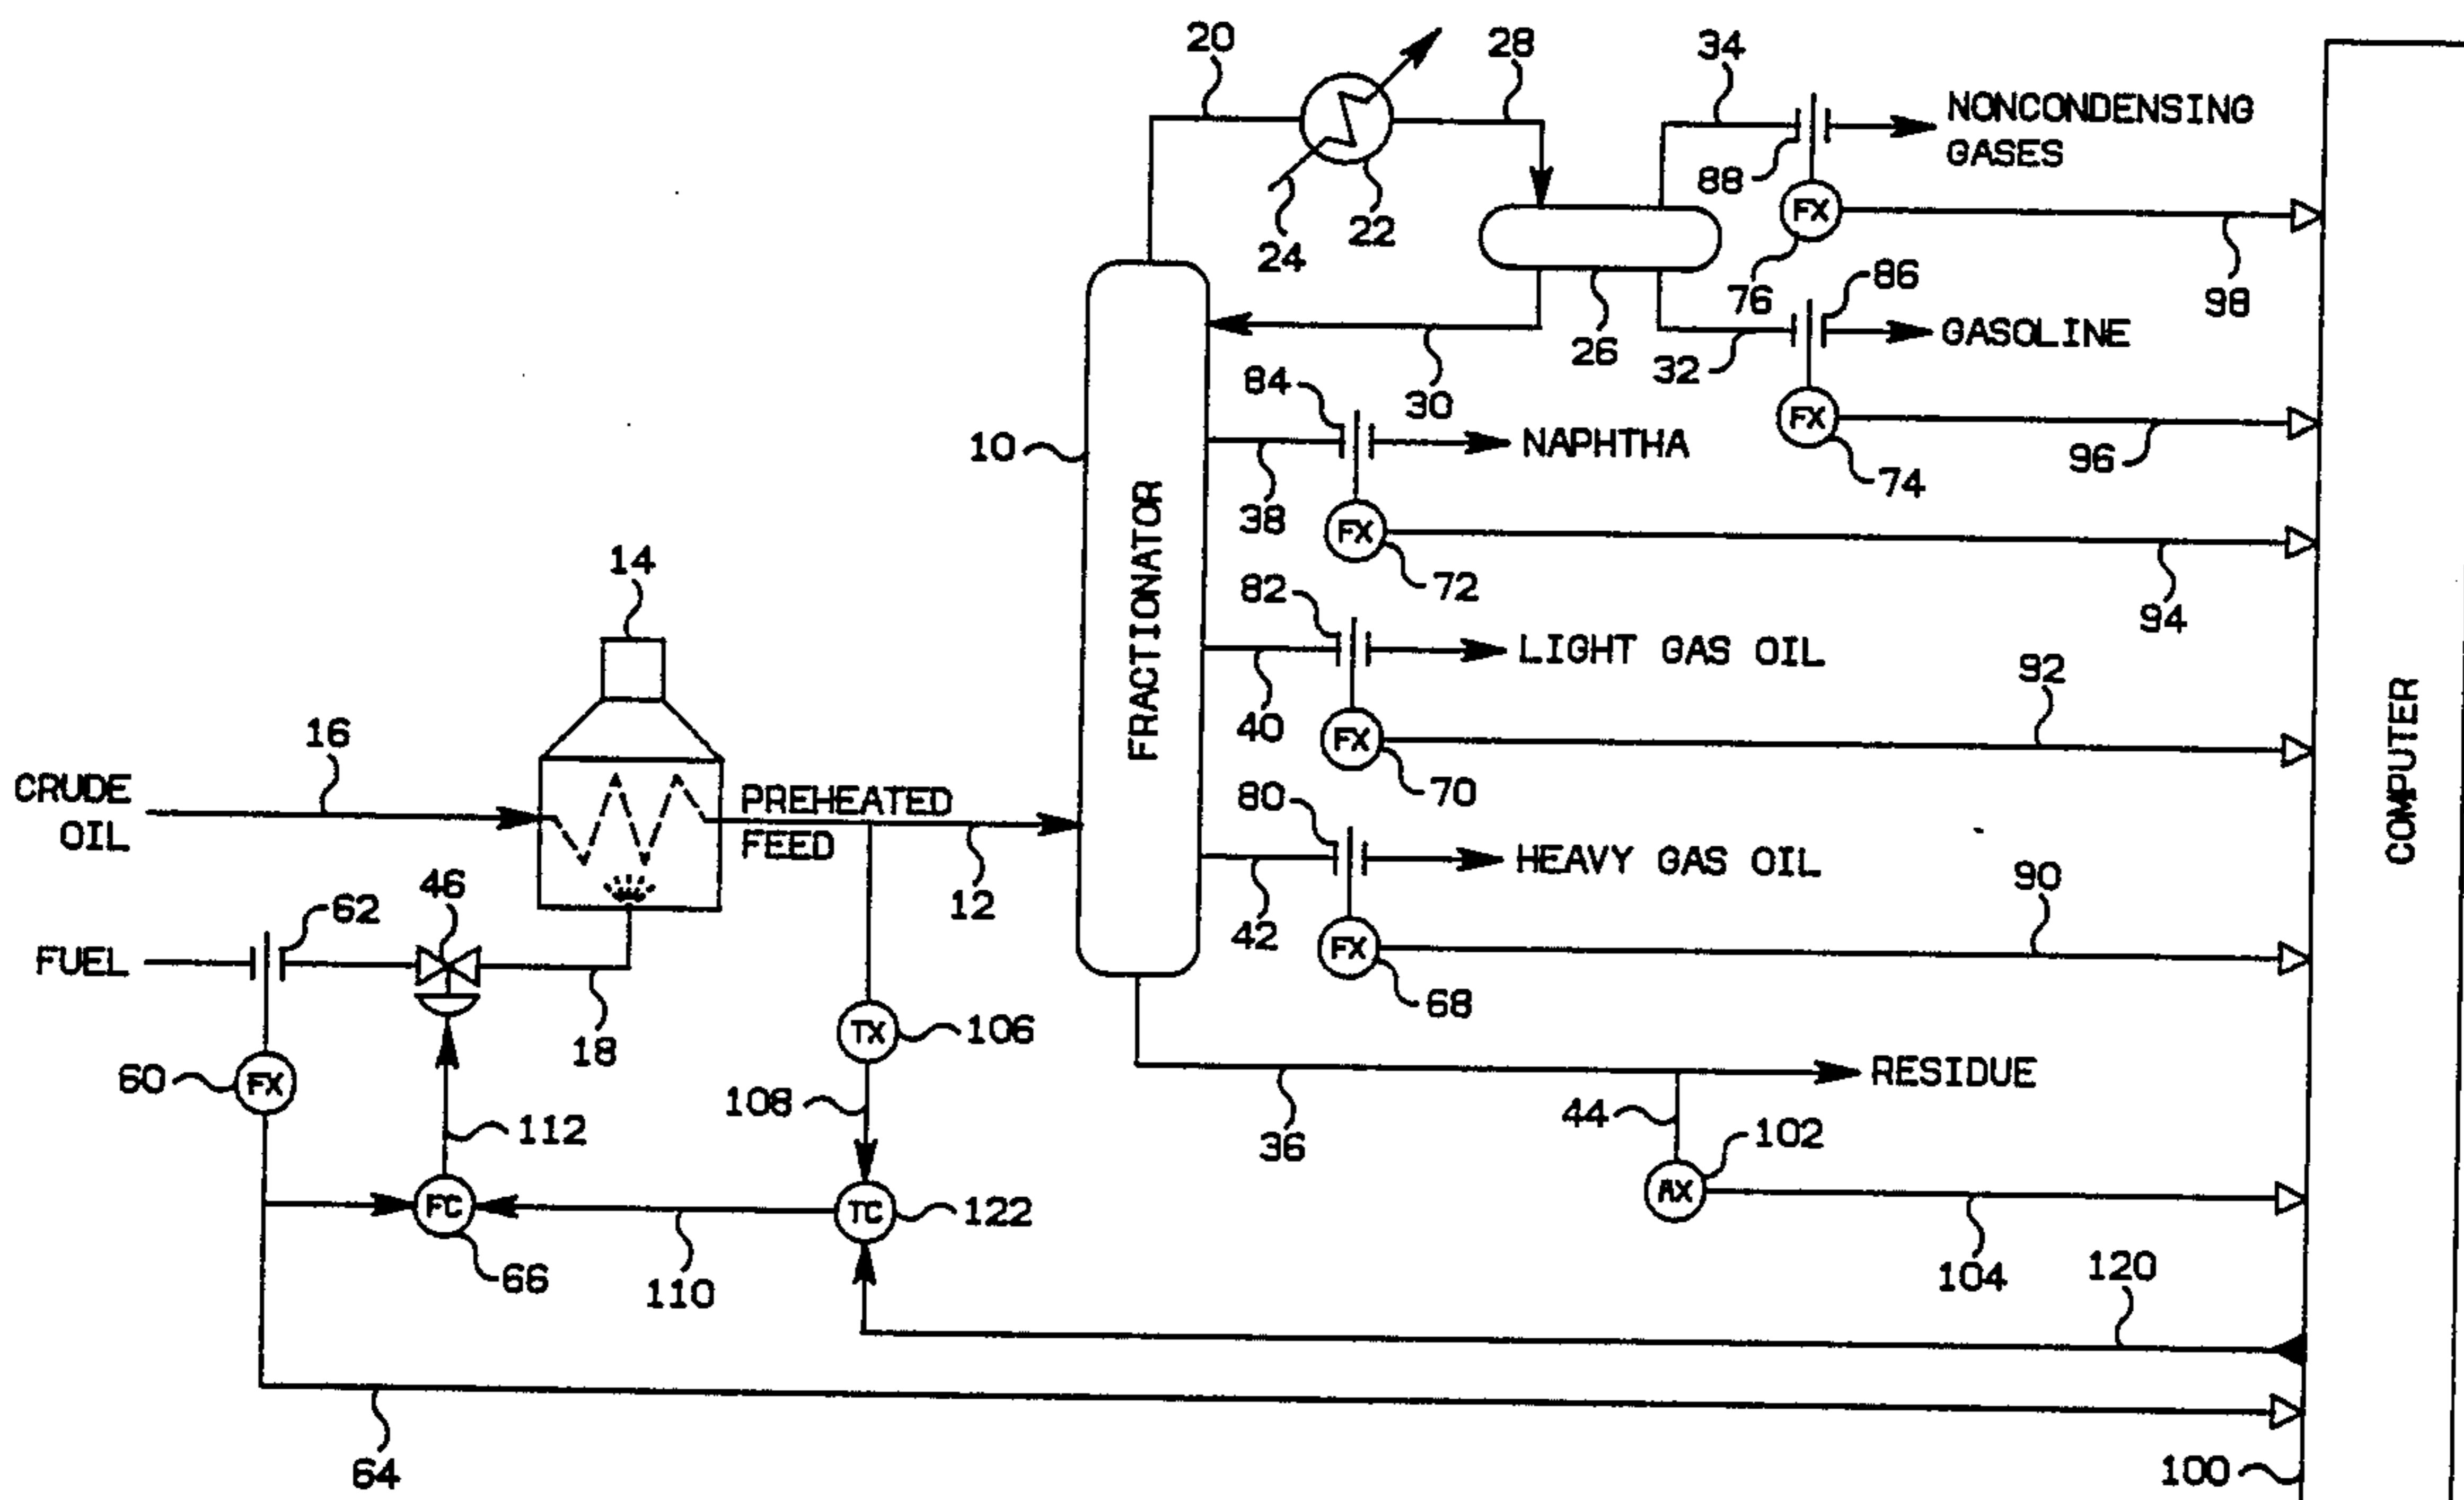 20
28
34
NONCONDENSING
GASES
88
FX
22
24
76
98
86
26
32
GASOLINE
30
84
FX
96
74
10
NAPHTHA
38
FX
72
94
FRACTIONATOR
14
82
LIGHT GAS OIL
92
40
FX
70
COMPUTER
16
CRUDE
OIL
PREHEATED
FEED
12
80
HEAVY GAS OIL
90
42
FX
68
62
46
FUEL
18
60
FX
TX
106
108
112
36
RESIDUE
44
102
AX
104
FC
66
110
TC
122
120
64
100